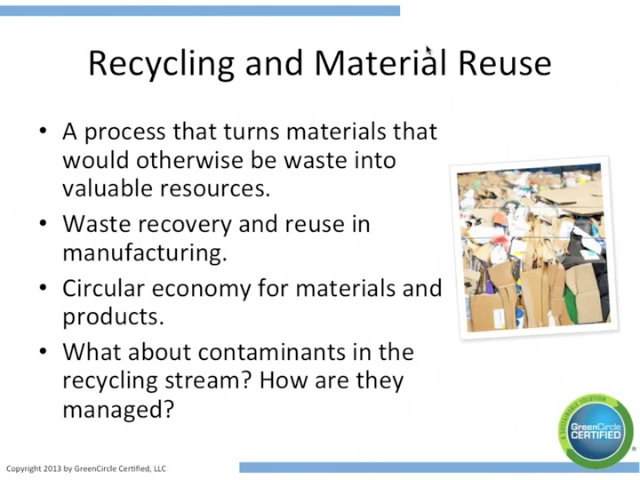 Recycling and Material Reuse
• A process that turns materials that
would otherwise be waste into
valuable resources.
• Waste recovery and reuse in
manufacturing.
• Circular economy for materials and
products.
• What about contaminants in the
recycling stream? How are they
managed?
A SUSTAINABLE SOLUTION
GreenCircle
CERTIFIED
®
Copyright 2013 by GreenCircle Certified, LLC